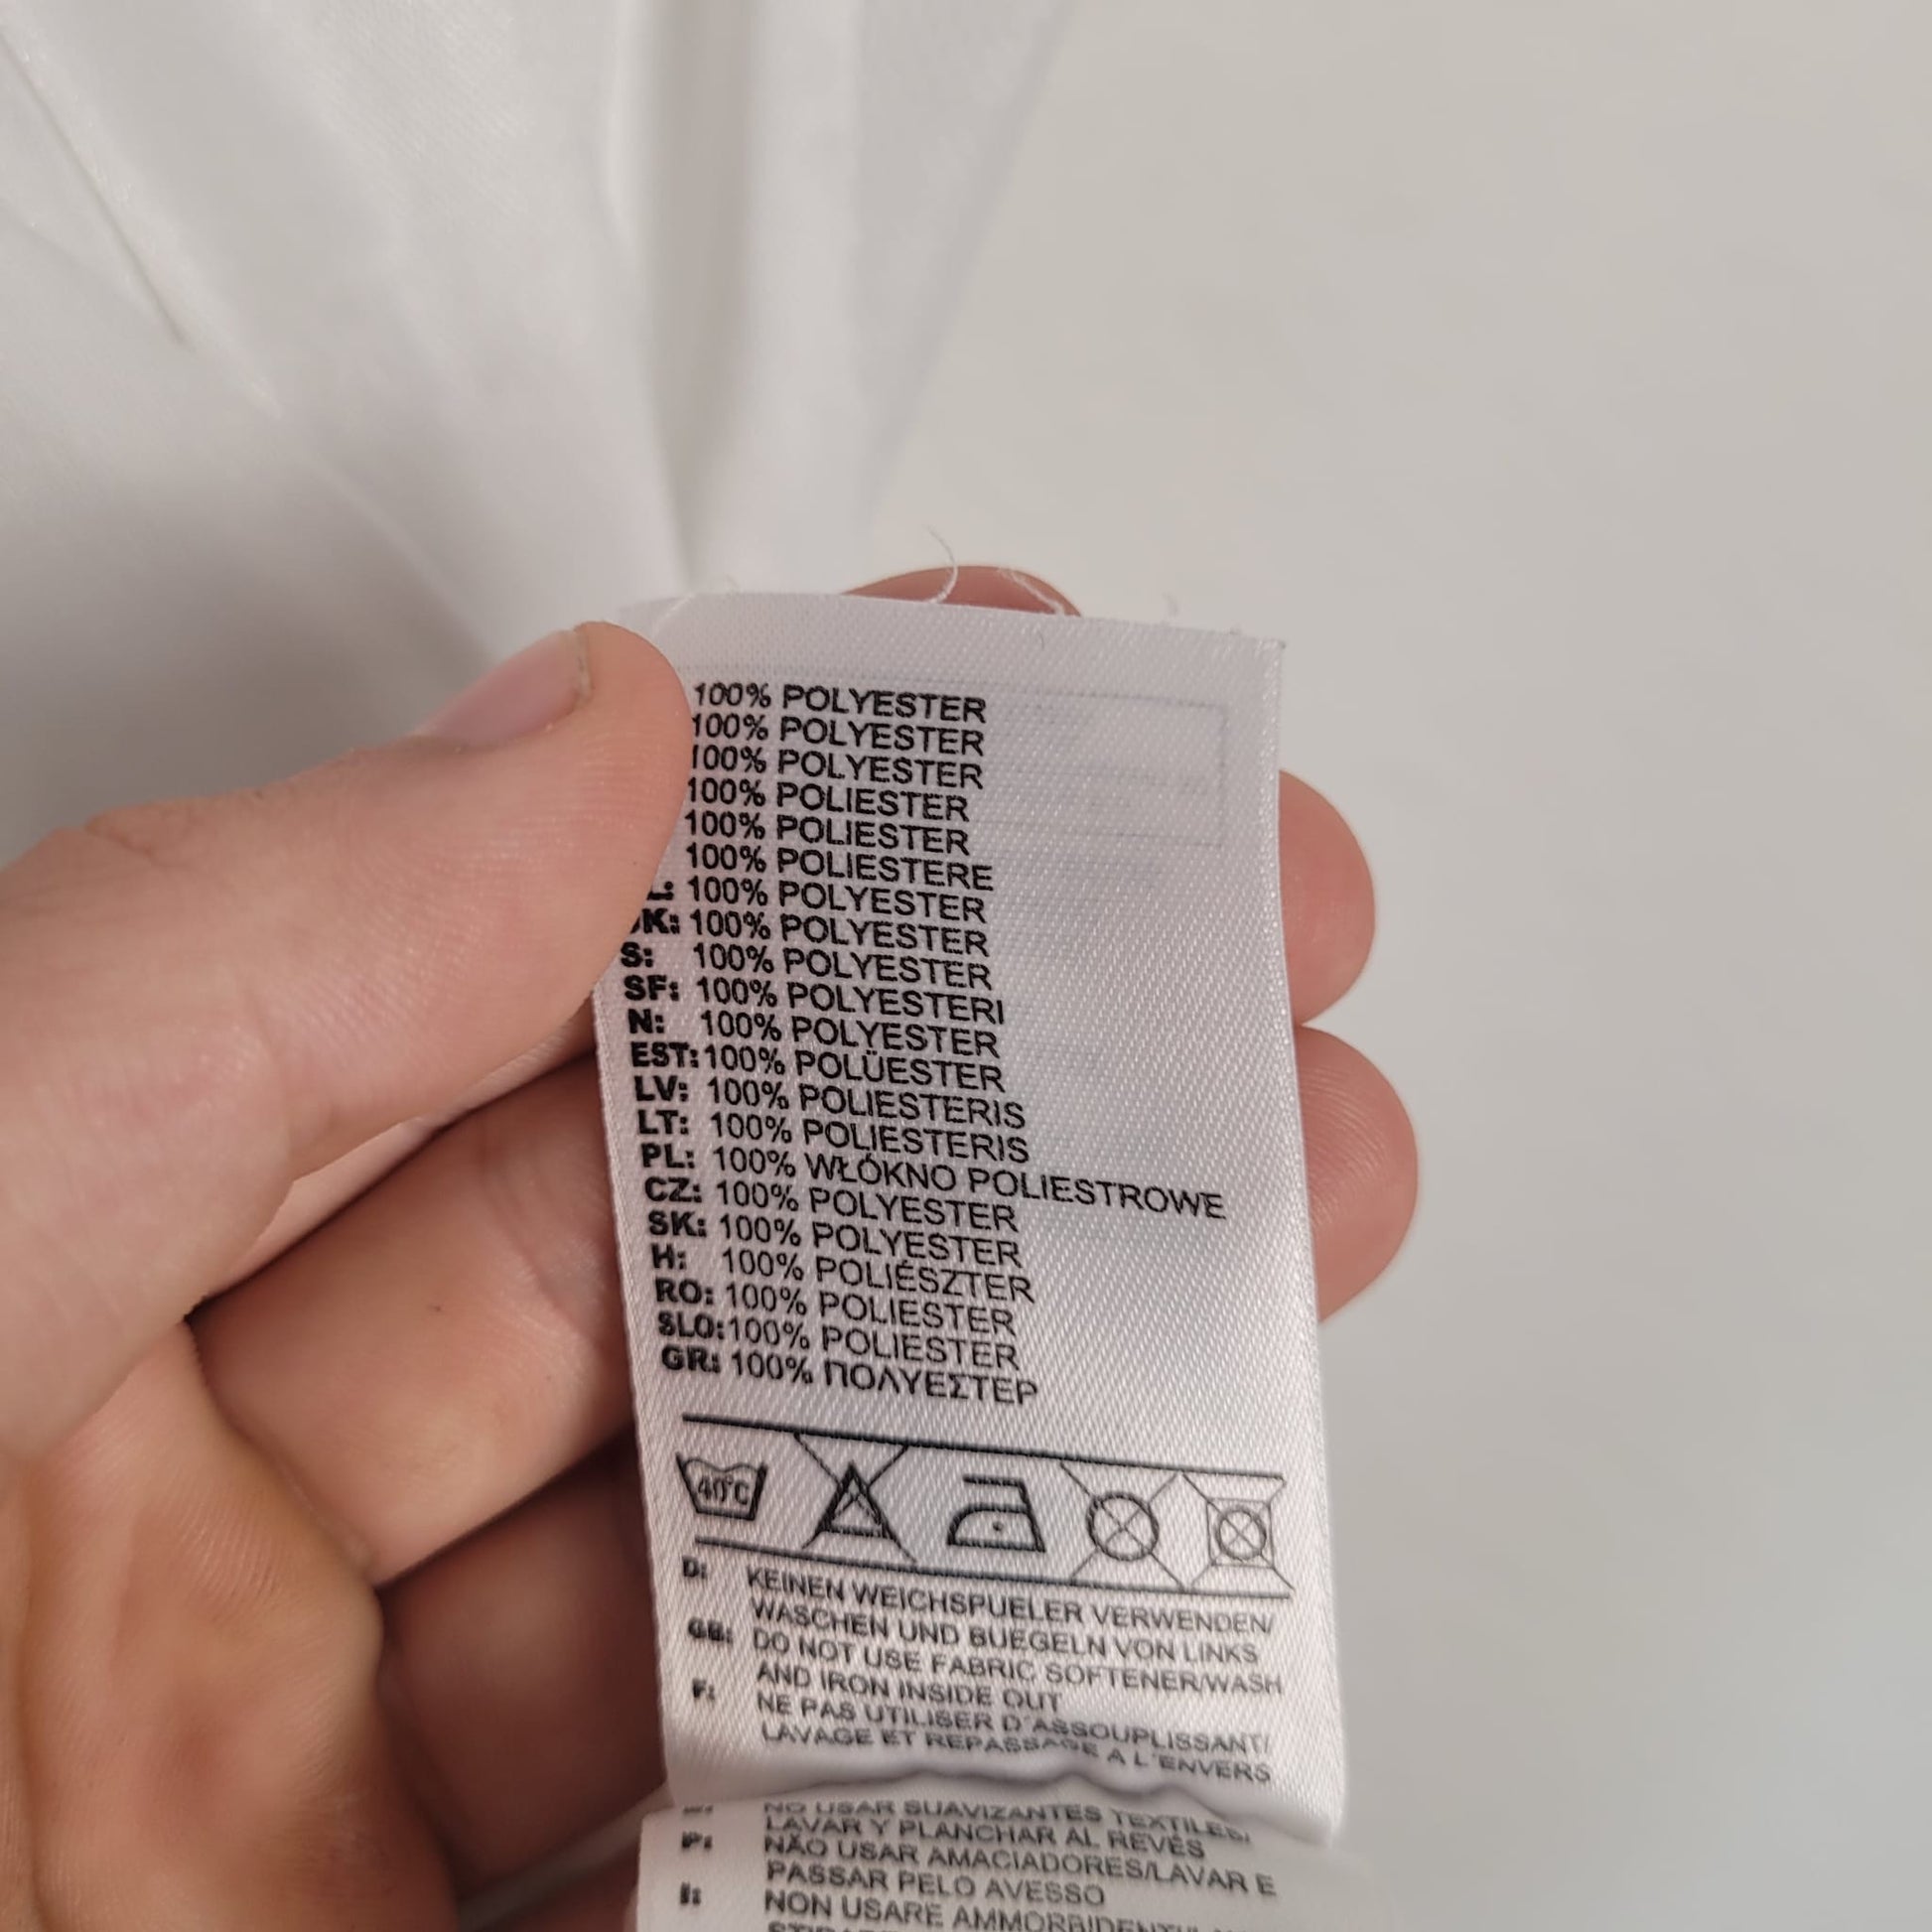 100% POLYESTER
100% POLYESTER
100% POLYESTER
100% POLIESTER
100% POLIESTER
100% POLIESTERE
100% POLYESTER
100% POLYESTER
S: 100% POLYESTER
SF: 100% POLYESTERI
N: 100% POLYESTER
EST: 100% POLÜESTER
LV: 100% POLIESTERIS
LT: 100% POLIESTERIS
PL: 100% WŁÓKNO POLIESTROWE
CZ: 100% POLYESTER
SK: 100% POLYESTER
H: 100% POLIÉSZTER
RO: 100% POLIESTER
SLO: 100% POLIESTER
GR: 100% ΠΟΛΥΕΣΤΕΡ
40°C
D: KEINEN WEICHSPUELER VERWENDEN/
WASCHEN UND BUEGELN VON LINKS
GB: DO NOT USE FABRIC SOFTENER/WASH
AND IRON INSIDE OUT
F: NE PAS UTILISER D'ASSOUPLISSANT/
LAVAGE ET REPASSAGE A L'ENVERS
NO USAR SUAVIZANTES TEXTILES/
LAVAR Y PLANCHAR AL REVÉS
P: NÃO USAR AMACIADORES/LAVAR E
PASSAR PELO AVESSO
I: NON USARE